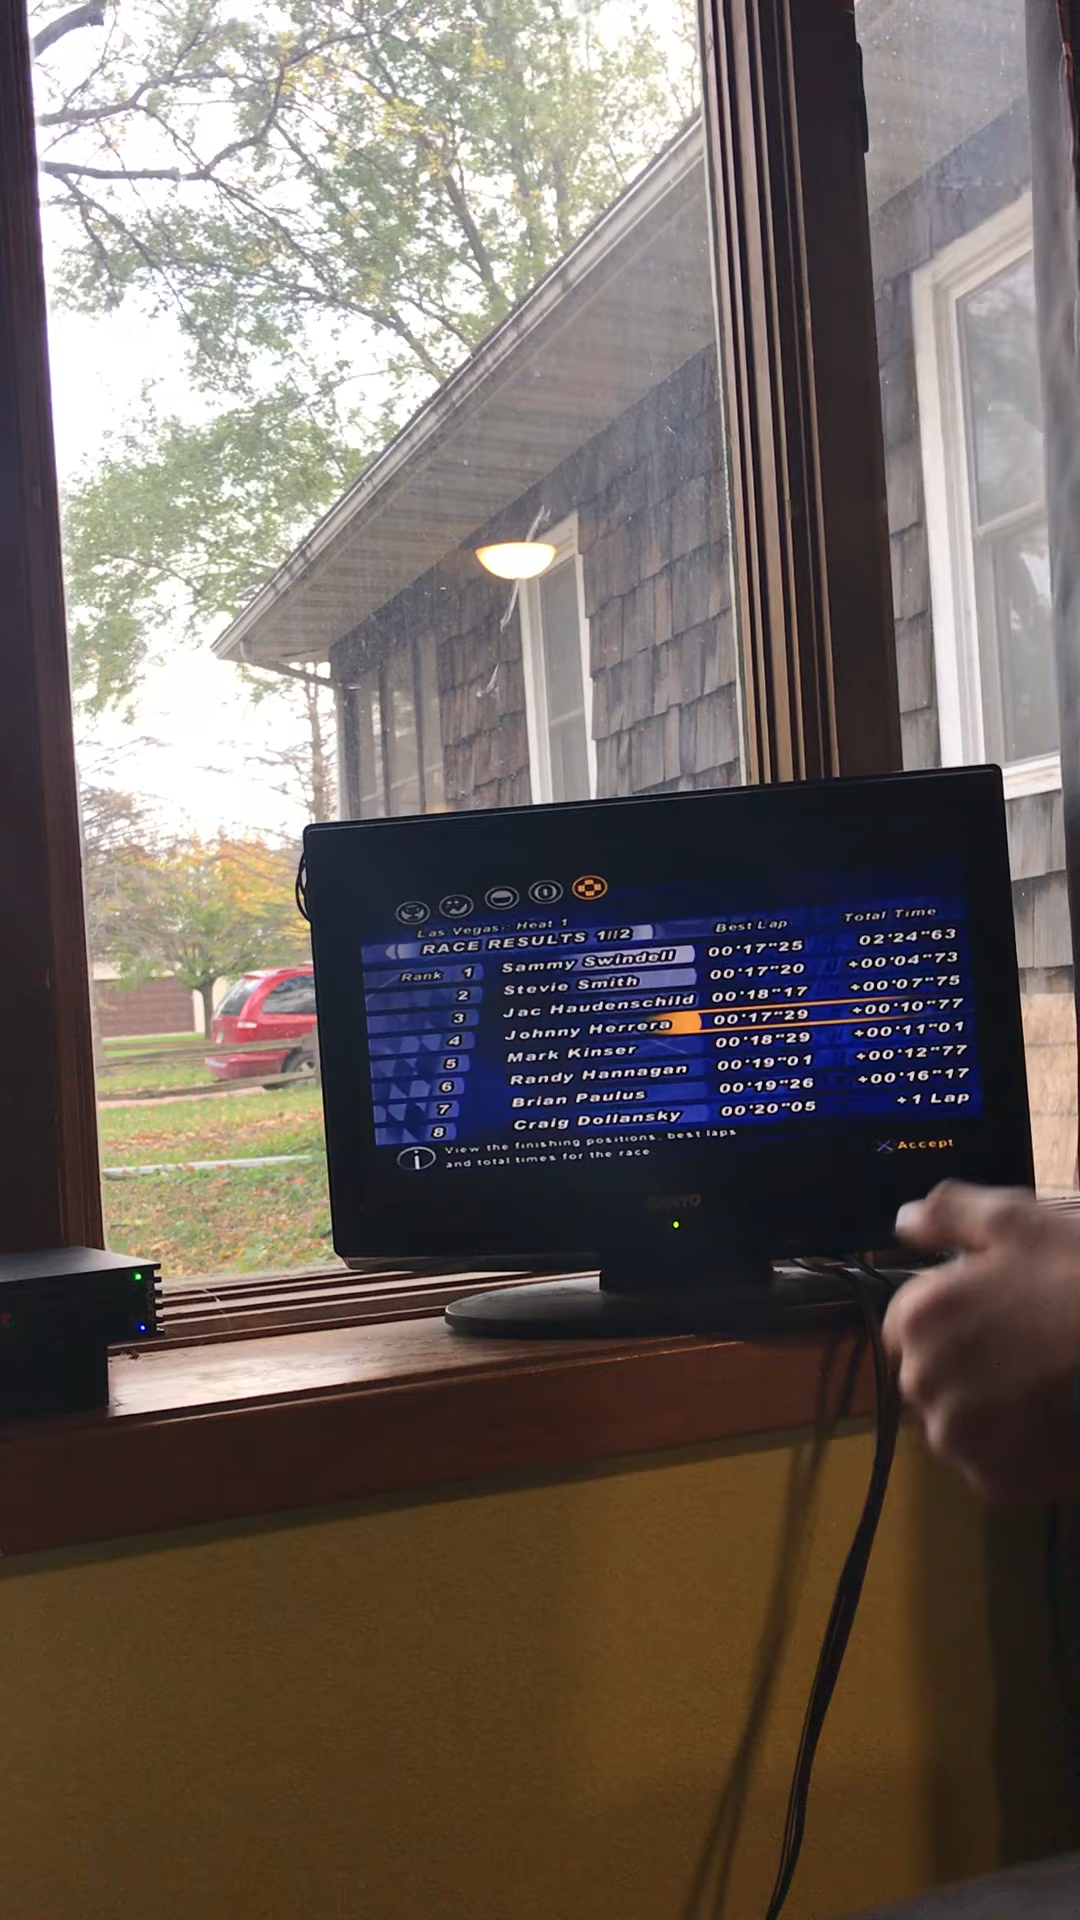 Las Vegas: Heat 1
RACE RESULTS 1//2 Best Lap Total Time
Rank 1 Sammy Swindell 00'17"25 02'24"63
2 Stevie Smith 00'17"20 +00'04"73
3 Jac Haudenschild 00'18"17 +00'07"75
4 Johnny Herrera 00'17"29 +00'10"77
5 Mark Kinser 00'18"29 +00'11"01
6 Randy Hannagan 00'19"01 +00'12"77
7 Brian Paulus 00'19"26 +00'16"17
8 Craig Dollansky 00'20"05 +1 Lap
View the finishing positions, best laps
and total times for the race.
Accept
SANYO